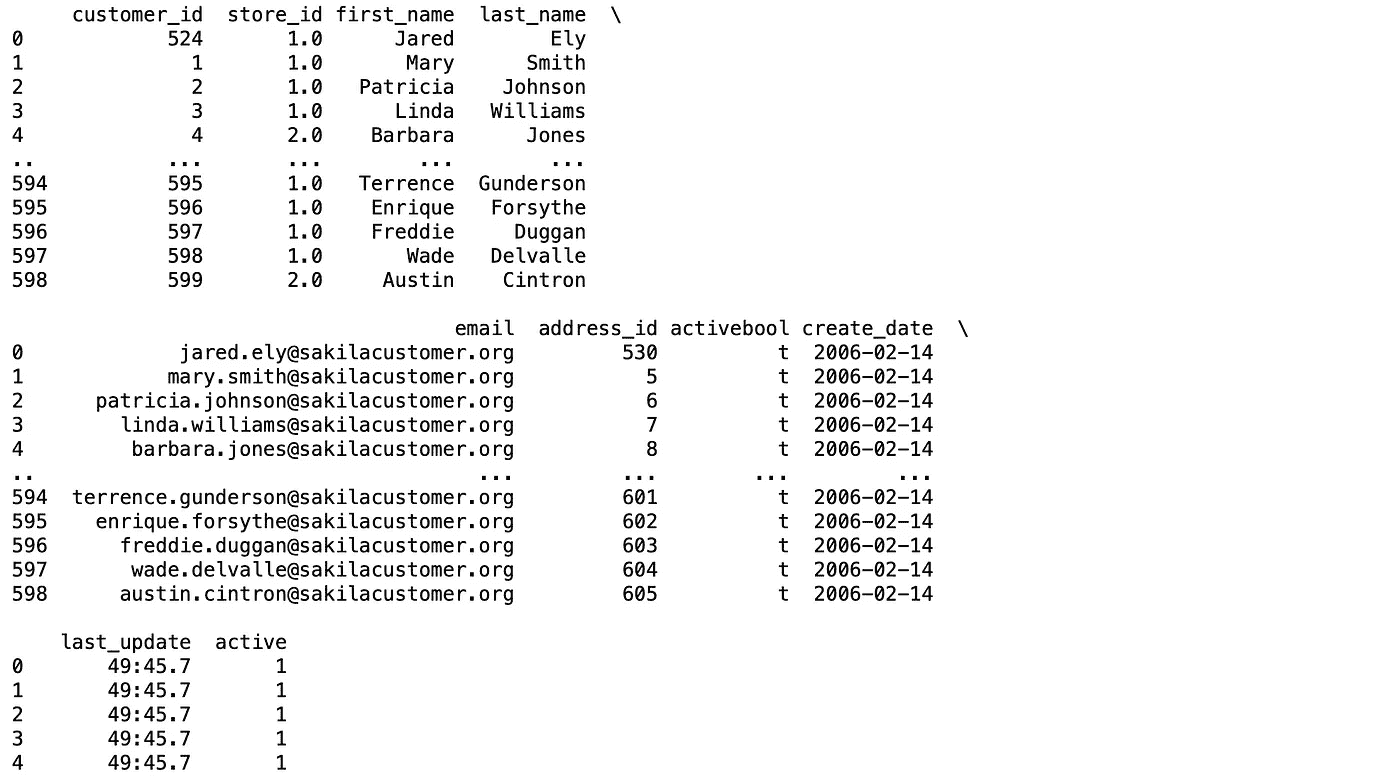 customer_id  store_id first_name  last_name  \
0            524       1.0      Jared        Ely
1              1       1.0       Mary      Smith
2              2       1.0   Patricia    Johnson
3              3       1.0      Linda   Williams
4              4       2.0    Barbara      Jones
..           ...       ...        ...        ...
594          595       1.0   Terrence  Gunderson
595          596       1.0    Enrique   Forsythe
596          597       1.0    Freddie     Duggan
597          598       1.0       Wade   Delvalle
598          599       2.0     Austin    Cintron

                                     email  address_id activebool create_date  \
0              jared.ely@sakilacustomer.org         530          t  2006-02-14
1             mary.smith@sakilacustomer.org           5          t  2006-02-14
2       patricia.johnson@sakilacustomer.org           6          t  2006-02-14
3         linda.williams@sakilacustomer.org           7          t  2006-02-14
4          barbara.jones@sakilacustomer.org           8          t  2006-02-14
..                                     ...         ...        ...         ...
594   terrence.gunderson@sakilacustomer.org         601          t  2006-02-14
595     enrique.forsythe@sakilacustomer.org         602          t  2006-02-14
596       freddie.duggan@sakilacustomer.org         603          t  2006-02-14
597        wade.delvalle@sakilacustomer.org         604          t  2006-02-14
598       austin.cintron@sakilacustomer.org         605          t  2006-02-14

    last_update  active
0       49:45.7       1
1       49:45.7       1
2       49:45.7       1
3       49:45.7       1
4       49:45.7       1